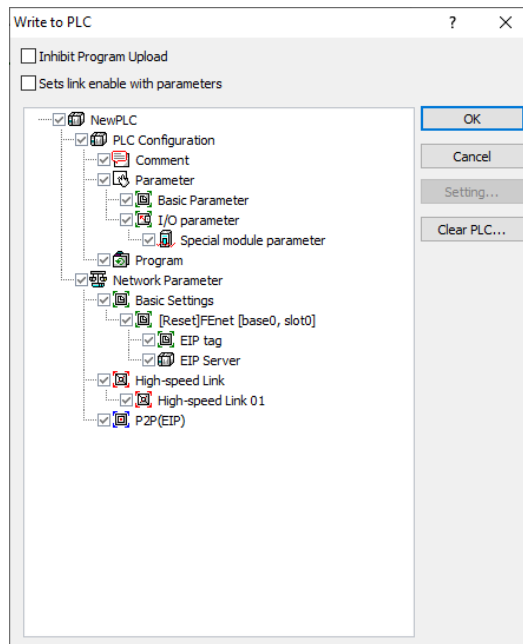 Write to PLC
?
Inhibit Program Upload
Sets link enable with parameters
NewPLC
PLC Configuration
Comment
Parameter
Basic Parameter
I/O parameter
Special module parameter
Program
Network Parameter
Basic Settings
[Reset]FEnet [base0, slot0]
EIP tag
EIP Server
High-speed Link
High-speed Link 01
P2P(EIP)
OK
Cancel
Setting...
Clear PLC...